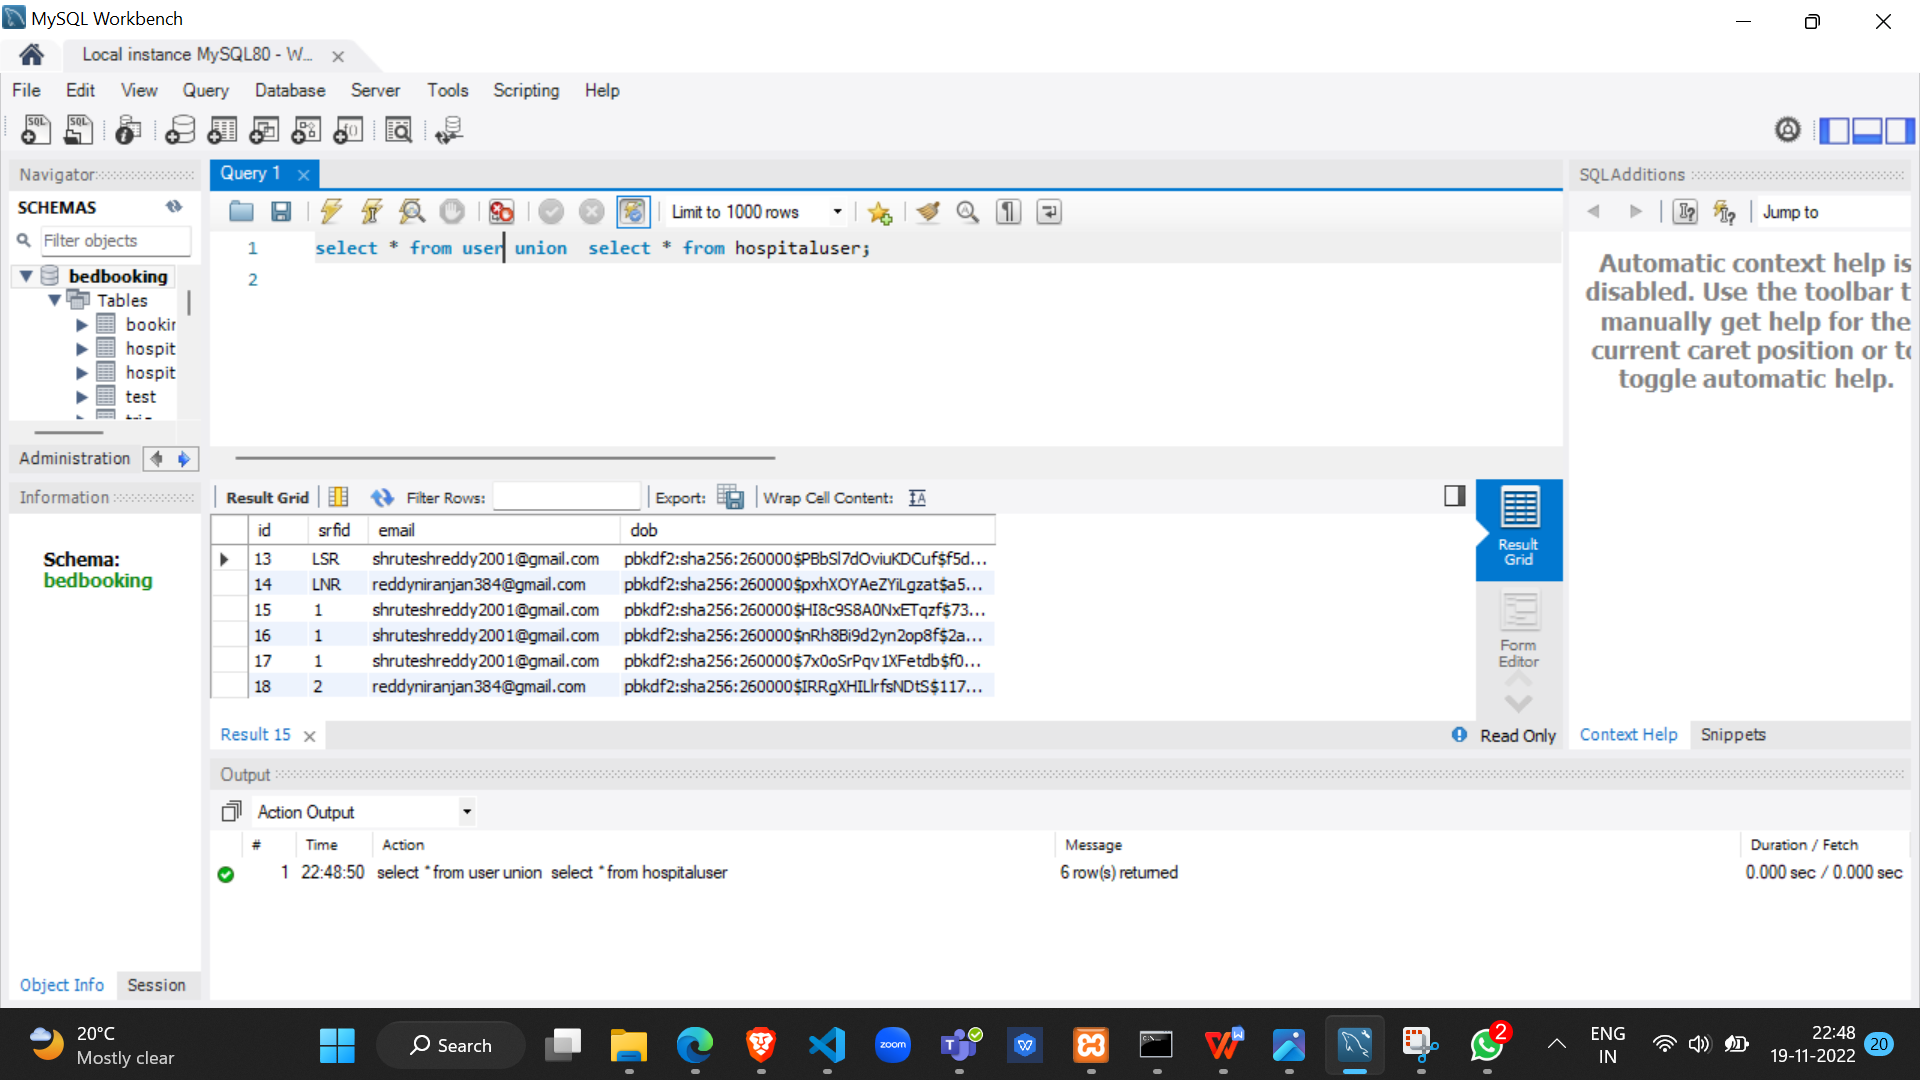 MySQL Workbench
Local instance MySQL80 - W...
File Edit View Query Database Server Tools Scripting Help
Navigator
SCHEMAS
Filter objects
bedbooking
Tables
bookin
hospit
hospit
test
Administration
Information
Schema:
bedbooking
Object Info Session
Query 1
Limit to 1000 rows
1 select * from user union  select * from hospitaluser;
2
Result Grid Filter Rows: Export: Wrap Cell Content:
id srfid email dob
13 LSR shruteshreddy2001@gmail.com pbkdf2:sha256:260000$PBbSl7dOviuKDCuf$f5d...
14 LNR reddyniranjan384@gmail.com pbkdf2:sha256:260000$pxhXOYAeZYiLgzat$a5...
15 1 shruteshreddy2001@gmail.com pbkdf2:sha256:260000$HI8c9S8A0NxETqzf$73...
16 1 shruteshreddy2001@gmail.com pbkdf2:sha256:260000$nRh8Bi9d2yn2op8f$2a...
17 1 shruteshreddy2001@gmail.com pbkdf2:sha256:260000$7x0oSrPqv1XFetdb$f0...
18 2 reddyniranjan384@gmail.com pbkdf2:sha256:260000$IRRgXHILlrfsNDtS$117...
Result
Grid
Form
Editor
Result 15
Read Only
SQLAdditions
Jump to
Automatic context help is
disabled. Use the toolbar t
manually get help for the
current caret position or to
toggle automatic help.
Context Help Snippets
Output
Action Output
# Time Action Message Duration / Fetch
1 22:48:50 select * from user union  select * from hospitaluser 6 row(s) returned 0.000 sec / 0.000 sec
20°C
Mostly clear
Search
zoom
2
ENG
IN
22:48
19-11-2022
20